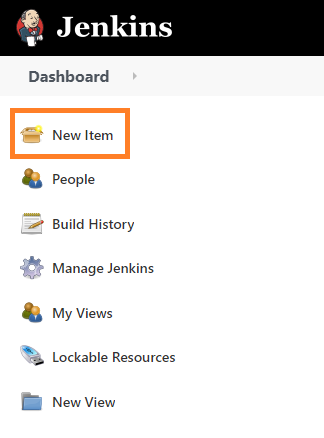 Jenkins
Dashboard
New Item
People
Build History
Manage Jenkins
My Views
Lockable Resources
New View